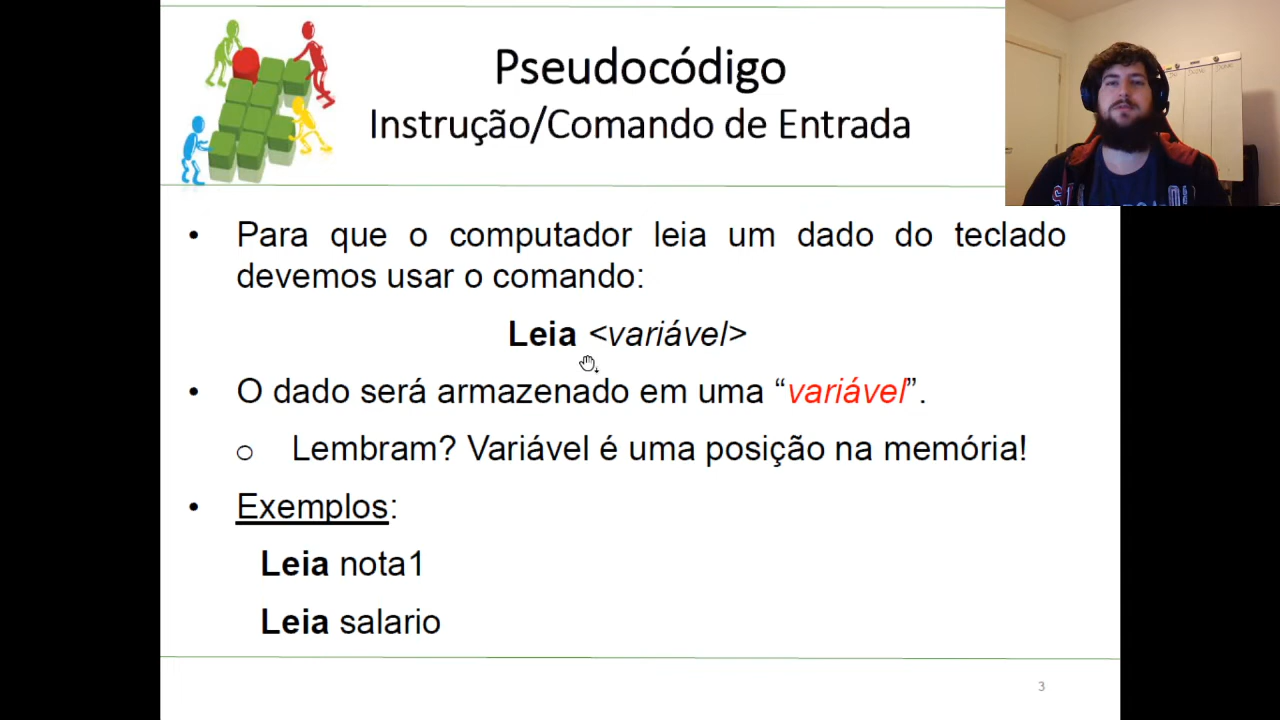 Pseudocódigo
Instrução/Comando de Entrada
• Para que o computador leia um dado do teclado
devemos usar o comando:
Leia <variável>
• O dado será armazenado em uma “variável”.
o Lembram? Variável é uma posição na memória!
• Exemplos:
Leia nota1
Leia salario
3